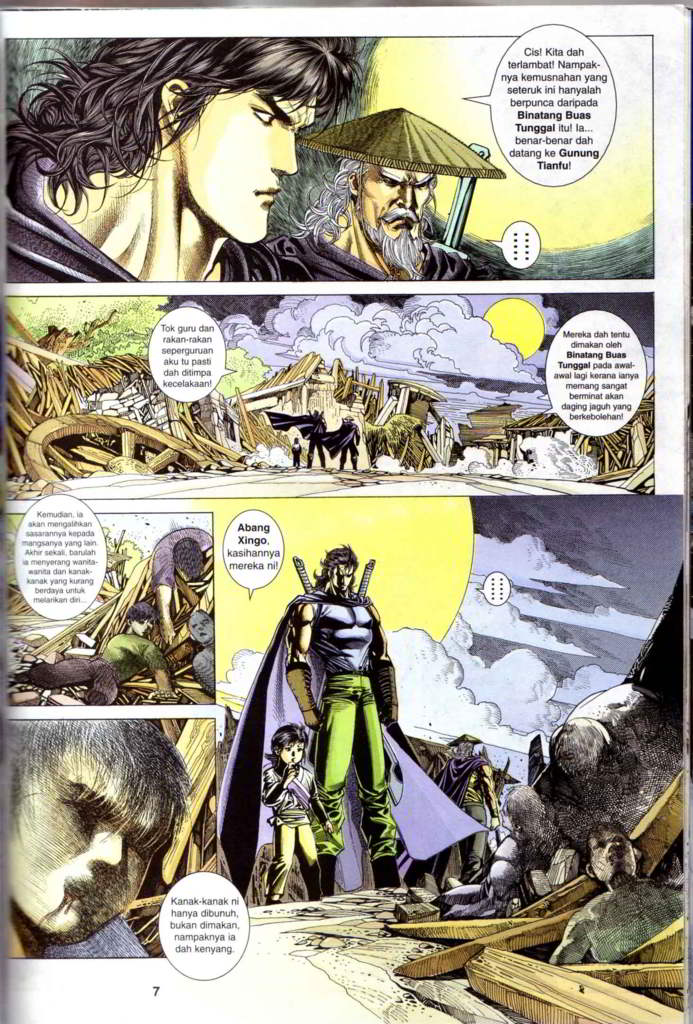 Cis! Kita dah
terlambat! Nampak-
nya kemusnahan yang
seteruk ini hanyalah
berpunca daripada
Binatang Buas
Tunggal itu! Ia...
benar-benar dah
datang ke Gunung
Tianfu!
Tok guru dan
rakan-rakan
seperguruan
aku tu pasti
dah ditimpa
kecelakaan!
Mereka dah tentu
dimakan oleh
Binatang Buas
Tunggal pada awal-
awal lagi kerana ianya
memang sangat
berminat akan
daging jaguh yang
berkebolehan!
Kemudian, ia
akan mengalihkan
sasarannya kepada
mangsanya yang lain.
Akhir sekali, barulah
ia menyerang wanita-
wanita dan kanak-
kanak yang kurang
berdaya untuk
melarikan diri...
Abang
Xingo,
kasihannya
mereka ni!
Kanak-kanak ni
hanya dibunuh,
bukan dimakan,
nampaknya ia
dah kenyang.
7